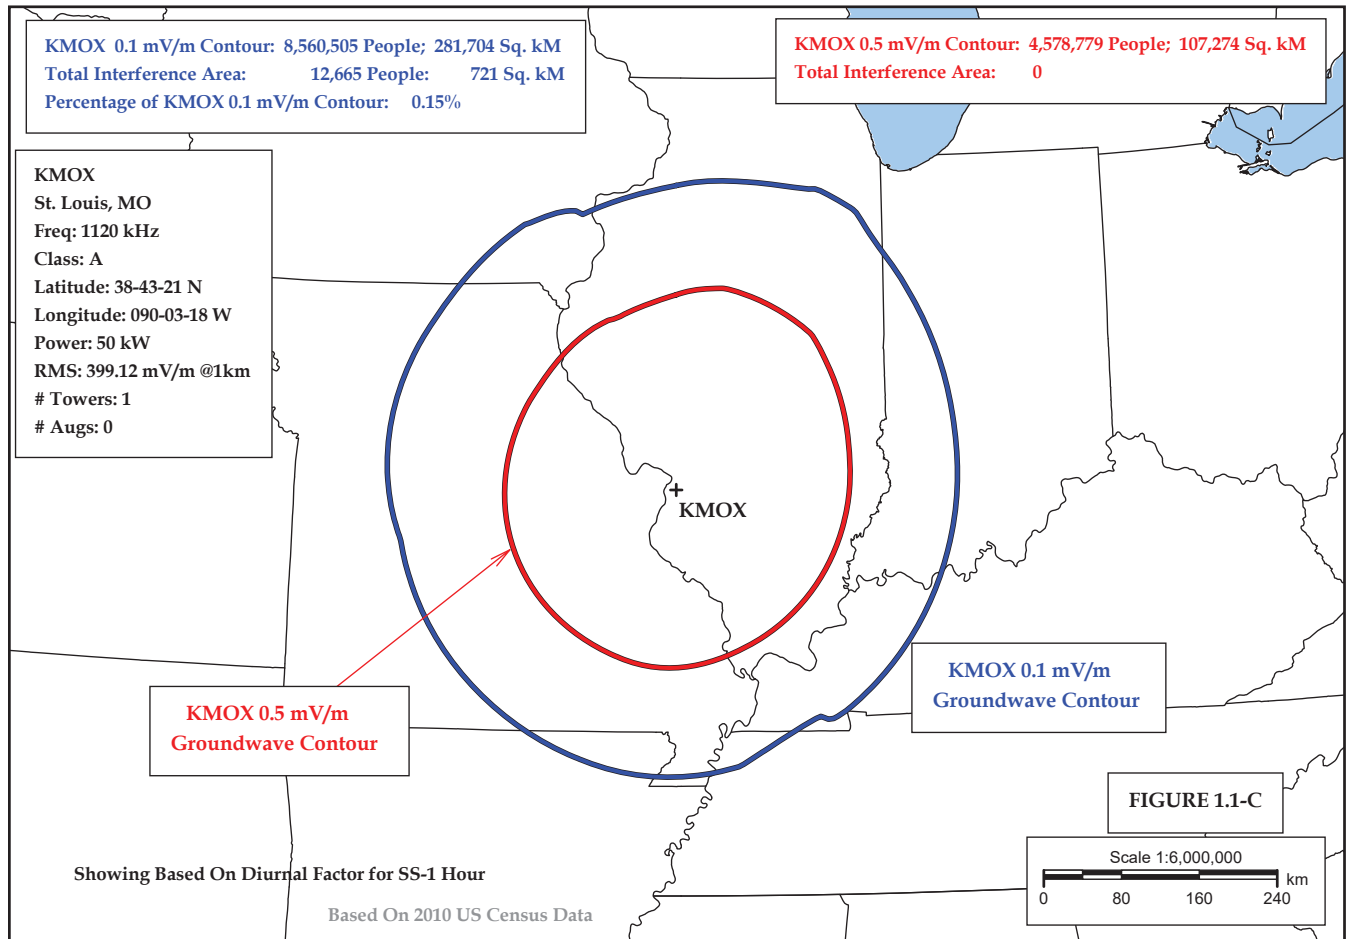 KMOX 0.1 mV/m Contour: 8,560,505 People; 281,704 Sq. kM
Total Interference Area: 12,665 People: 721 Sq. kM
Percentage of KMOX 0.1 mV/m Contour: 0.15%
KMOX 0.5 mV/m Contour: 4,578,779 People; 107,274 Sq. kM
Total Interference Area: 0
KMOX
St. Louis, MO
Freq: 1120 kHz
Class: A
Latitude: 38-43-21 N
Longitude: 090-03-18 W
Power: 50 kW
RMS: 399.12 mV/m @1km
# Towers: 1
# Augs: 0
KMOX
KMOX 0.1 mV/m
Groundwave Contour
KMOX 0.5 mV/m
Groundwave Contour
FIGURE 1.1-C
Scale 1:6,000,000
km
0 80 160 240
Showing Based On Diurnal Factor for SS-1 Hour
Based On 2010 US Census Data